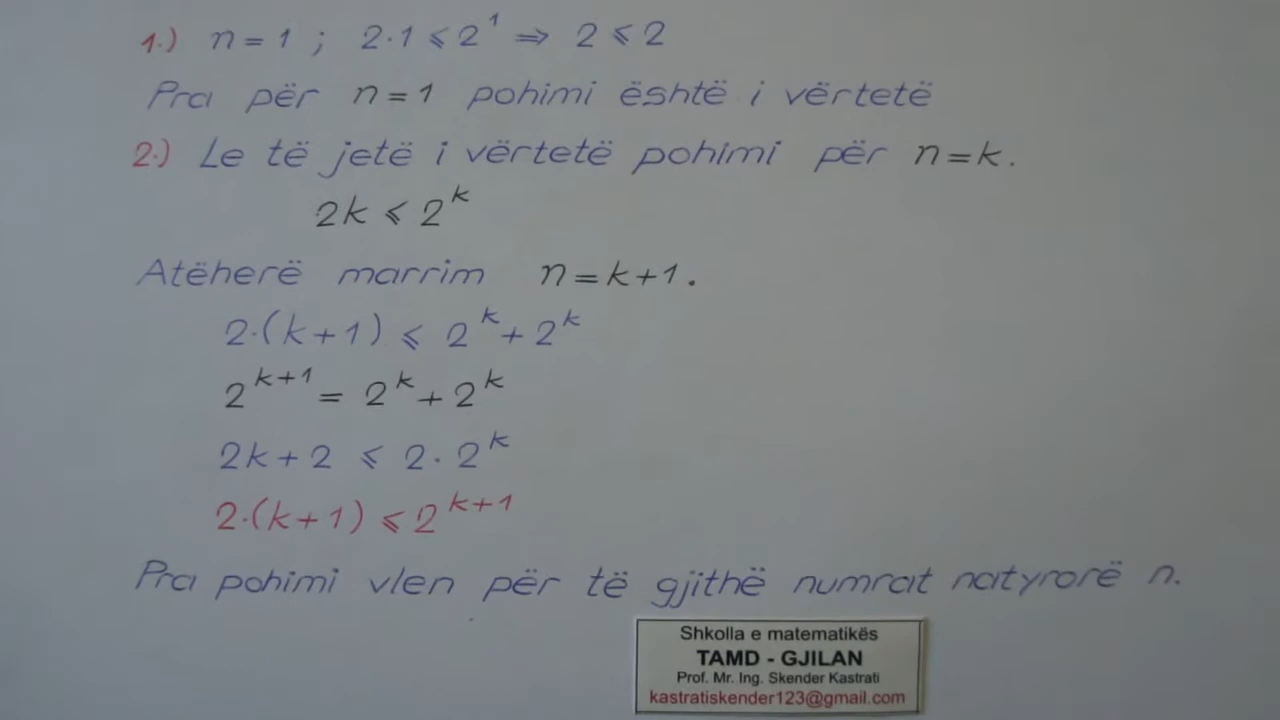 1.) n = 1 ; 2·1 ⩽ 2¹ ⇒ 2 ⩽ 2
Pra për n = 1 pohimi është i vërtetë
2.) Le të jetë i vërtetë pohimi për n = k.
2k ⩽ 2^k
Atëherë marrim n = k+1.
2·(k+1) ⩽ 2^k + 2^k
2^(k+1) = 2^k + 2^k
2k + 2 ⩽ 2 · 2^k
2·(k+1) ⩽ 2^(k+1)
Pra pohimi vlen për të gjithë numrat natyrorë n.
Shkolla e matematikës
TAMD - GJILAN
Prof. Mr. Ing. Skender Kastrati
kastratiskender123@gmail.com